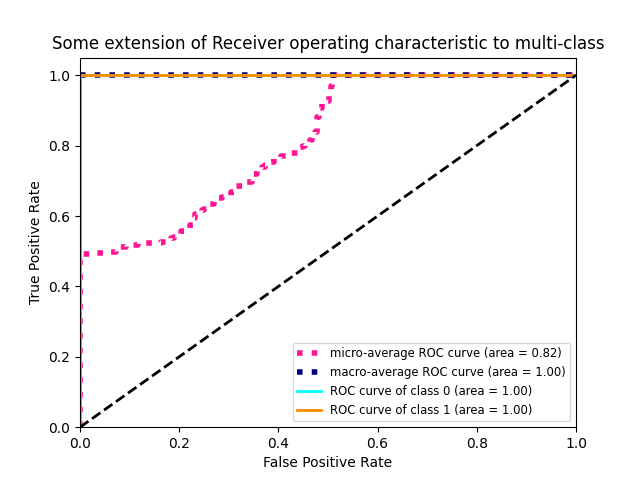 Some extension of Receiver operating characteristic to multi-class
1.0
0.8
0.6
0.4
0.2
0.0
True Positive Rate
micro-average ROC curve (area = 0.82)
macro-average ROC curve (area = 1.00)
ROC curve of class 0 (area = 1.00)
ROC curve of class 1 (area = 1.00)
0.0 0.2 0.4 0.6 0.8 1.0
False Positive Rate